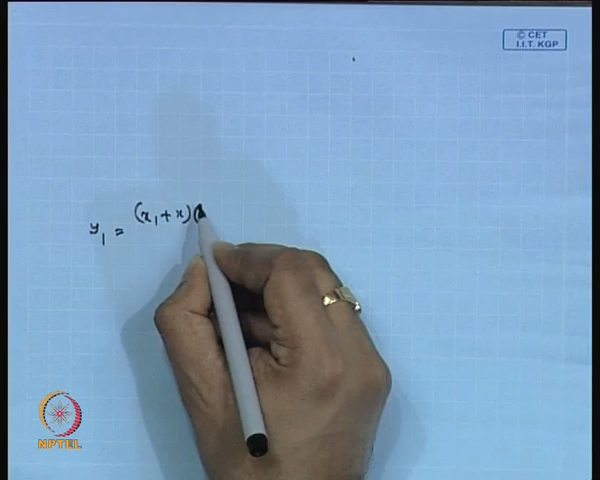 © CET
I.I.T. KGP
y₁ = (x₁ + x)(
NPTEL